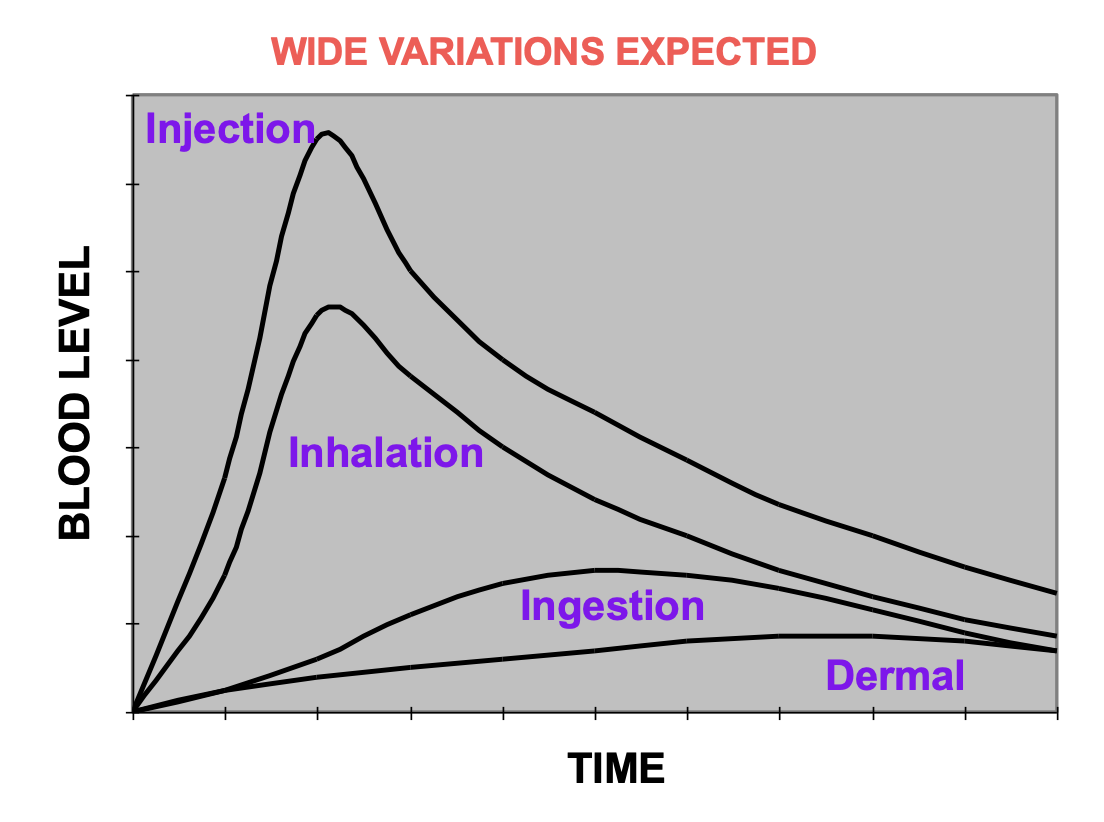 WIDE VARIATIONS EXPECTED
Injection
BLOOD LEVEL
Inhalation
Ingestion
Dermal
TIME